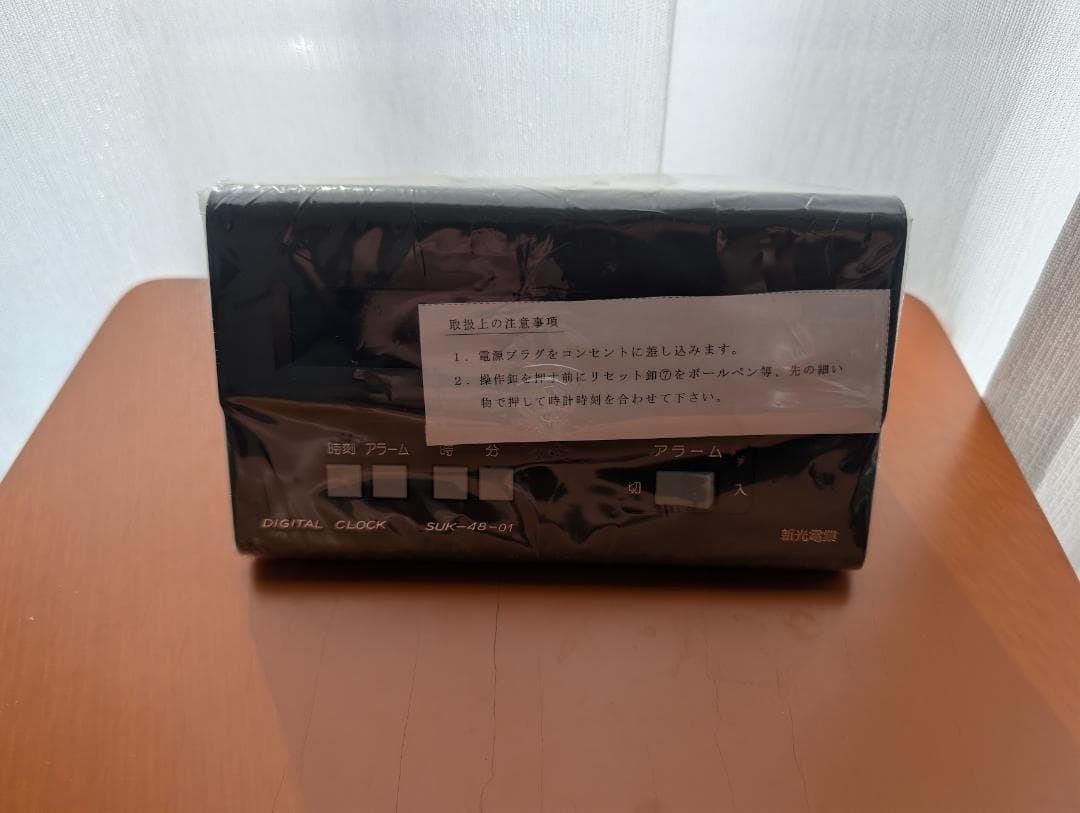 取扱上の注意事項
1. 電源プラグをコンセントに差し込みます。
2. 操作釦を押す前にリセット釦⑦をボールペン等、先の細い
物で押して時計時刻を合わせて下さい。
時刻 アラーム 時 分 アラーム
切 入
DIGITAL CLOCK SUK-48-01
新光電業